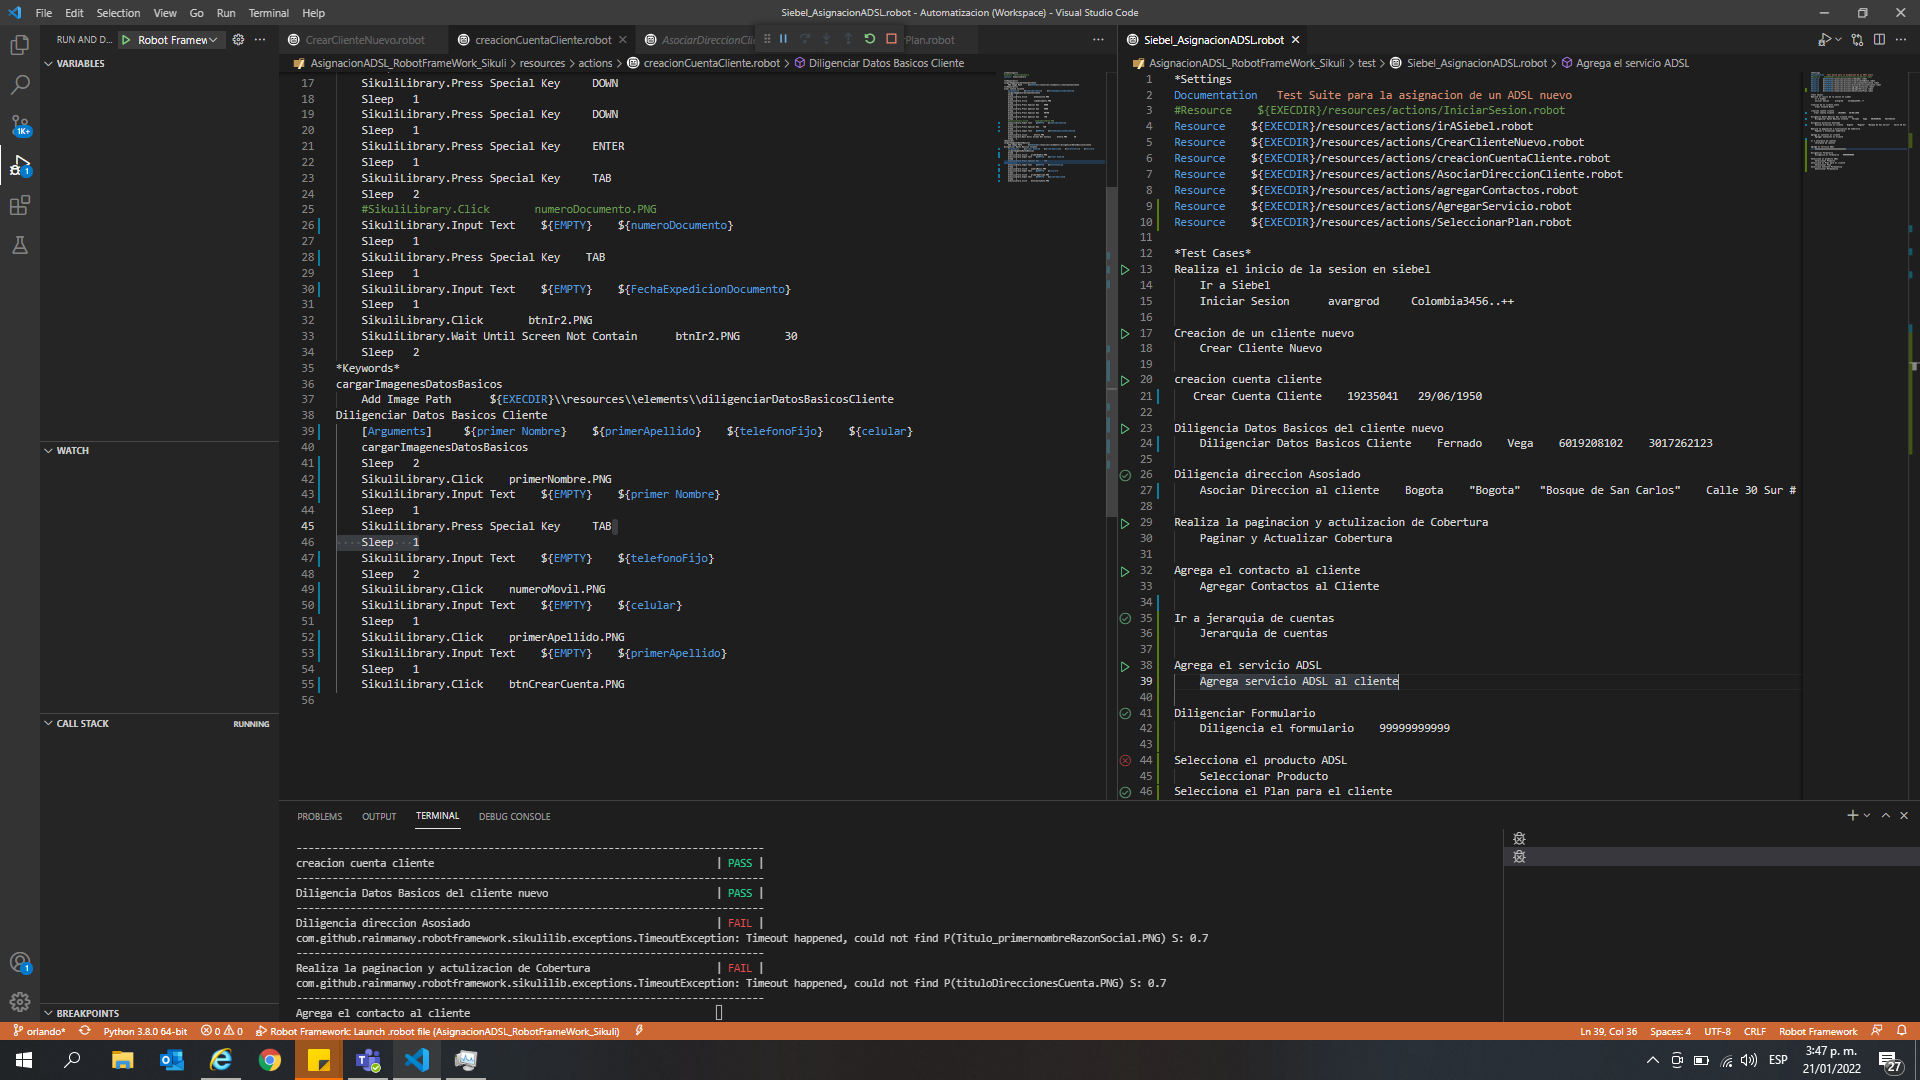 File Edit Selection View Go Run Terminal Help
Siebel_AsignacionADSL.robot - Automatizacion (Workspace) - Visual Studio Code
RUN AND D... Robot Framew
VARIABLES
WATCH
CALL STACK RUNNING
BREAKPOINTS
CrearClienteNuevo.robot creacionCuentaCliente.robot AsociarDireccionCli Plan.robot
AsignacionADSL_RobotFrameWork_Sikuli > resources > actions > creacionCuentaCliente.robot > Diligenciar Datos Basicos Cliente
17 SikuliLibrary.Press Special Key DOWN
18 Sleep 1
19 SikuliLibrary.Press Special Key DOWN
20 Sleep 1
21 SikuliLibrary.Press Special Key ENTER
22 Sleep 1
23 SikuliLibrary.Press Special Key TAB
24 Sleep 2
25 #SikuliLibrary.Click numeroDocumento.PNG
26 SikuliLibrary.Input Text ${EMPTY} ${numeroDocumento}
27 Sleep 1
28 SikuliLibrary.Press Special Key TAB
29 Sleep 1
30 SikuliLibrary.Input Text ${EMPTY} ${FechaExpedicionDocumento}
31 Sleep 1
32 SikuliLibrary.Click btnIr2.PNG
33 SikuliLibrary.Wait Until Screen Not Contain btnIr2.PNG 30
34 Sleep 2
35 *Keywords*
36 cargarImagenesDatosBasicos
37 Add Image Path ${EXECDIR}\\resources\\elements\\diligenciarDatosBasicosCliente
38 Diligenciar Datos Basicos Cliente
39 [Arguments] ${primer Nombre} ${primerApellido} ${telefonoFijo} ${celular}
40 cargarImagenesDatosBasicos
41 Sleep 2
42 SikuliLibrary.Click primerNombre.PNG
43 SikuliLibrary.Input Text ${EMPTY} ${primer Nombre}
44 Sleep 1
45 SikuliLibrary.Press Special Key TAB
46 Sleep 1
47 SikuliLibrary.Input Text ${EMPTY} ${telefonoFijo}
48 Sleep 2
49 SikuliLibrary.Click numeroMovil.PNG
50 SikuliLibrary.Input Text ${EMPTY} ${celular}
51 Sleep 1
52 SikuliLibrary.Click primerApellido.PNG
53 SikuliLibrary.Input Text ${EMPTY} ${primerApellido}
54 Sleep 1
55 SikuliLibrary.Click btnCrearCuenta.PNG
56
Siebel_AsignacionADSL.robot
AsignacionADSL_RobotFrameWork_Sikuli > test > Siebel_AsignacionADSL.robot > Agrega el servicio ADSL
1 *Settings
2 Documentation Test Suite para la asignacion de un ADSL nuevo
3 #Resource ${EXECDIR}/resources/actions/IniciarSesion.robot
4 Resource ${EXECDIR}/resources/actions/irASiebel.robot
5 Resource ${EXECDIR}/resources/actions/CrearClienteNuevo.robot
6 Resource ${EXECDIR}/resources/actions/creacionCuentaCliente.robot
7 Resource ${EXECDIR}/resources/actions/AsociarDireccionCliente.robot
8 Resource ${EXECDIR}/resources/actions/agregarContactos.robot
9 Resource ${EXECDIR}/resources/actions/AgregarServicio.robot
10 Resource ${EXECDIR}/resources/actions/SeleccionarPlan.robot
11
12 *Test Cases*
13 Realiza el inicio de la sesion en siebel
14 Ir a Siebel
15 Iniciar Sesion avargrod Colombia3456..++
16
17 Creacion de un cliente nuevo
18 Crear Cliente Nuevo
19
20 creacion cuenta cliente
21 Crear Cuenta Cliente 19235041 29/06/1950
22
23 Diligencia Datos Basicos del cliente nuevo
24 Diligenciar Datos Basicos Cliente Fernado Vega 6019208102 3017262123
25
26 Diligencia direccion Asosiado
27 Asociar Direccion al cliente Bogota "Bogota" "Bosque de San Carlos" Calle 30 Sur #
28
29 Realiza la paginacion y actulizacion de Cobertura
30 Paginar y Actualizar Cobertura
31
32 Agrega el contacto al cliente
33 Agregar Contactos al Cliente
34
35 Ir a jerarquia de cuentas
36 Jerarquia de cuentas
37
38 Agrega el servicio ADSL
39 Agrega servicio ADSL al cliente
40
41 Diligenciar Formulario
42 Diligencia el formulario 99999999999
43
44 Selecciona el producto ADSL
45 Seleccionar Producto
46 Selecciona el Plan para el cliente
PROBLEMS OUTPUT TERMINAL DEBUG CONSOLE
creacion cuenta cliente | PASS |
Diligencia Datos Basicos del cliente nuevo | PASS |
Diligencia direccion Asosiado | FAIL |
com.github.rainmanwy.robotframework.sikulilib.exceptions.TimeoutException: Timeout happened, could not find P(Titulo_primernombreRazonSocial.PNG) S: 0.7
Realiza la paginacion y actulizacion de Cobertura | FAIL |
com.github.rainmanwy.robotframework.sikulilib.exceptions.TimeoutException: Timeout happened, could not find P(tituloDireccionesCuenta.PNG) S: 0.7
Agrega el contacto al cliente
orlando* Python 3.8.0 64-bit 0 0 Robot Framework: Launch .robot file (AsignacionADSL_RobotFrameWork_Sikuli) Ln 39, Col 36 Spaces: 4 UTF-8 CRLF Robot Framework
1K+
1
1
ESP
3:47 p. m.
21/01/2022
27